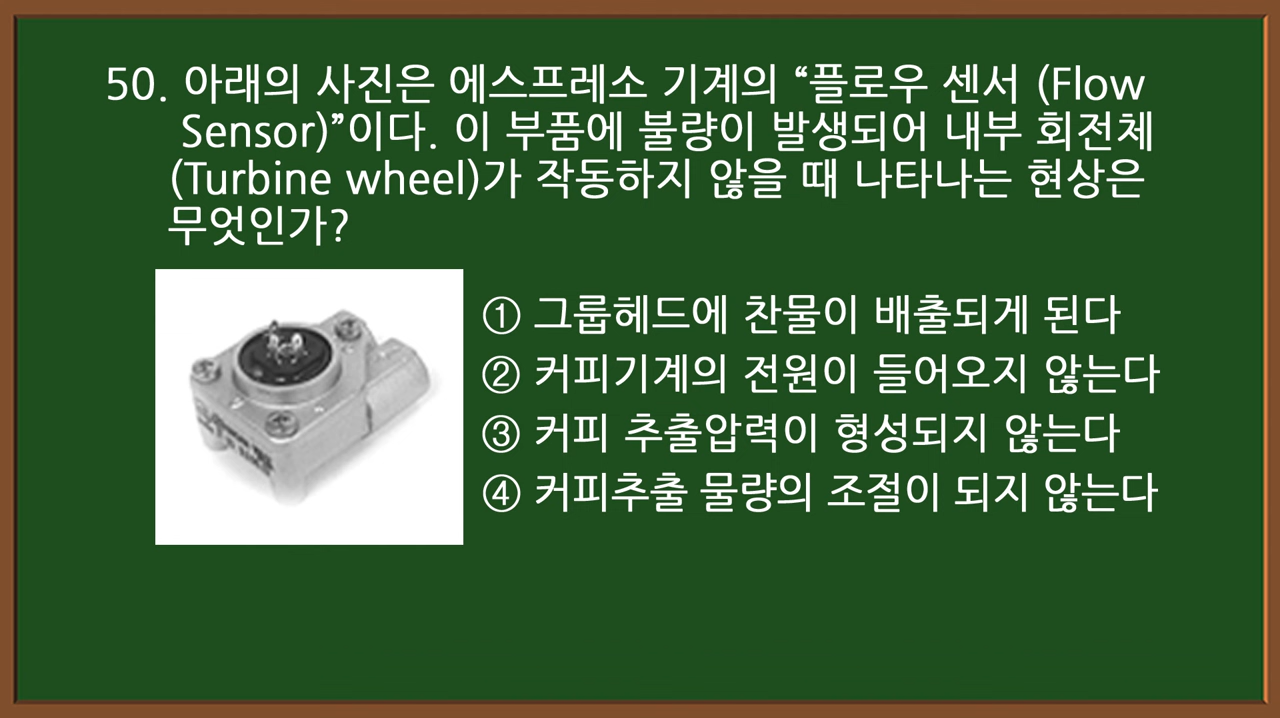 50. 아래의 사진은 에스프레소 기계의 “플로우 센서 (Flow
Sensor)”이다. 이 부품에 불량이 발생되어 내부 회전체
(Turbine wheel)가 작동하지 않을 때 나타나는 현상은
무엇인가?
① 그룹헤드에 찬물이 배출되게 된다
② 커피기계의 전원이 들어오지 않는다
③ 커피 추출압력이 형성되지 않는다
④ 커피추출 물량의 조절이 되지 않는다